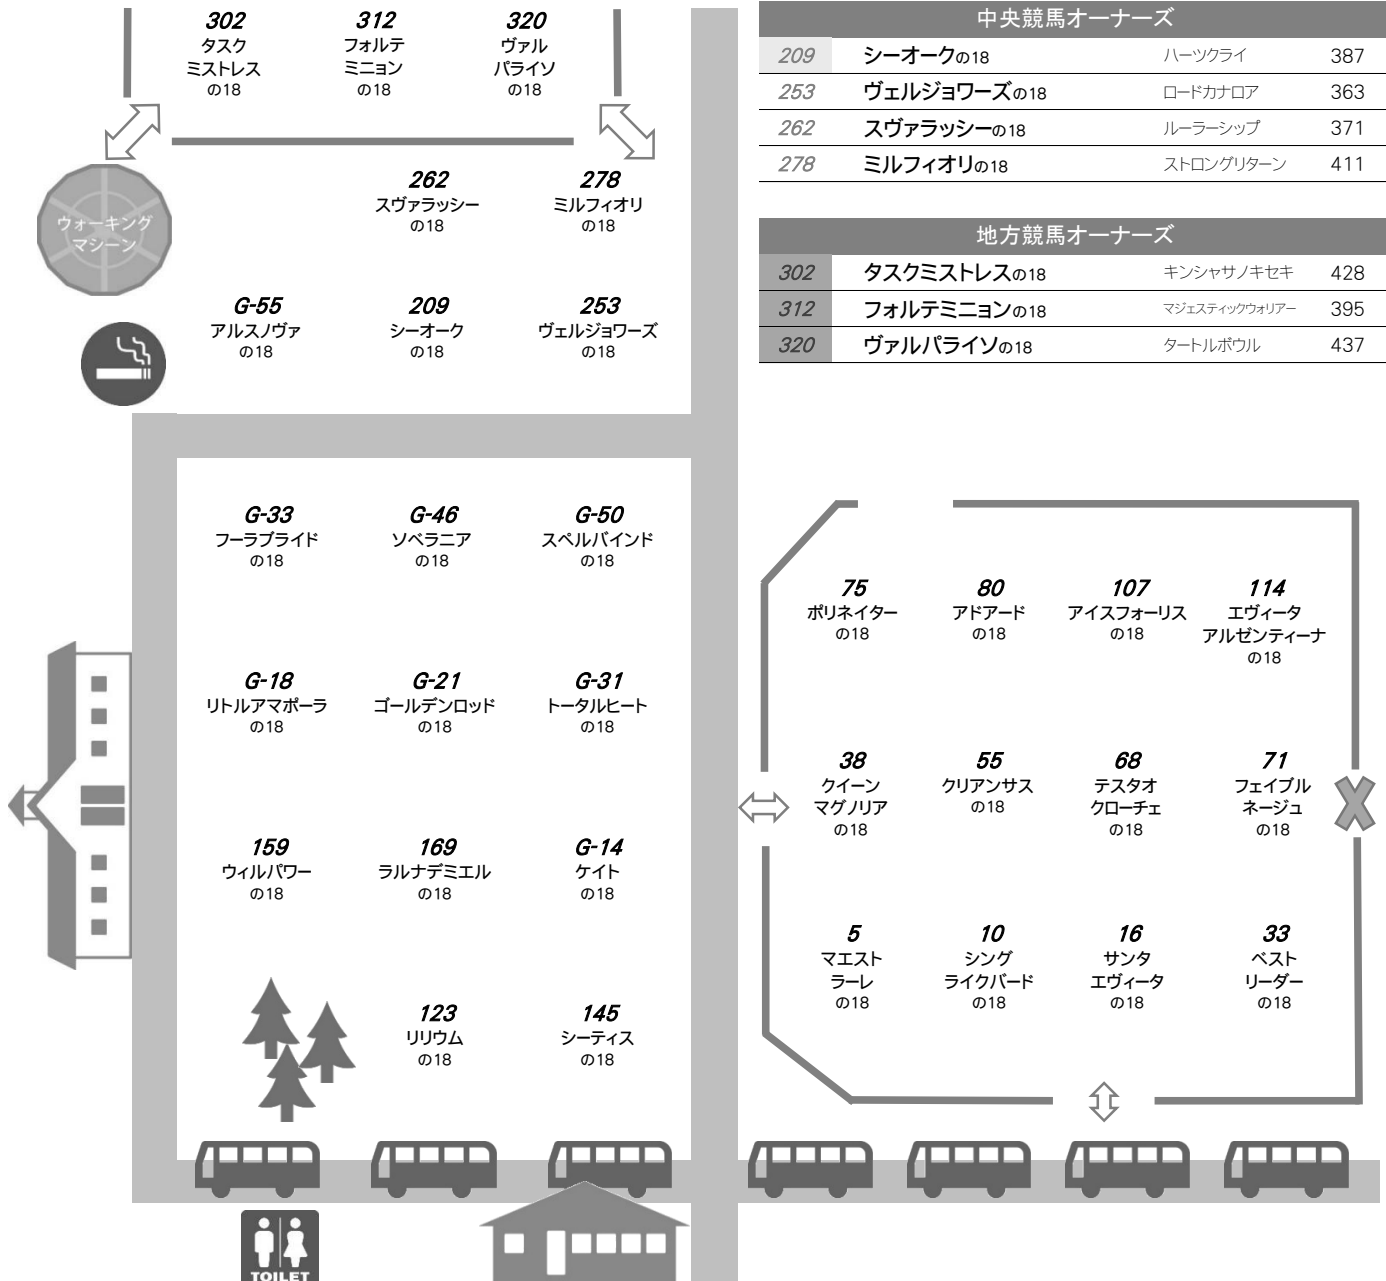 302
タスク
ミストレス
の18
312
フォルテ
ミニョン
の18
320
ヴァル
パライソ
の18
中央競馬オーナーズ
209 シーオークの18 ハーツクライ 387
253 ヴェルジョワーズの18 ロードカナロア 363
262 スヴァラッシーの18 ルーラーシップ 371
278 ミルフィオリの18 ストロングリターン 411
地方競馬オーナーズ
302 タスクミストレスの18 キンシャサノキセキ 428
312 フォルテミニョンの18 マジェスティックウォリアー 395
320 ヴァルパライソの18 タートルボウル 437
ウォーキング
マシーン
262
スヴァラッシー
の18
278
ミルフィオリ
の18
G-55
アルスノヴァ
の18
209
シーオーク
の18
253
ヴェルジョワーズ
の18
G-33
フーラブライド
の18
G-46
ソベラニア
の18
G-50
スペルバインド
の18
G-18
リトルアマポーラ
の18
G-21
ゴールデンロッド
の18
G-31
トータルヒート
の18
159
ウィルパワー
の18
169
ラルナデミエル
の18
G-14
ケイト
の18
123
リリウム
の18
145
シーティス
の18
75
ポリネイター
の18
80
アドアード
の18
107
アイスフォーリス
の18
114
エヴィータ
アルゼンティーナ
の18
38
クイーン
マグノリア
の18
55
クリアンサス
の18
68
テスタオ
クローチェ
の18
71
フェイブル
ネージュ
の18
5
マエスト
ラーレ
の18
10
シング
ライクバード
の18
16
サンタ
エヴィータ
の18
33
ベスト
リーダー
の18
TOILET